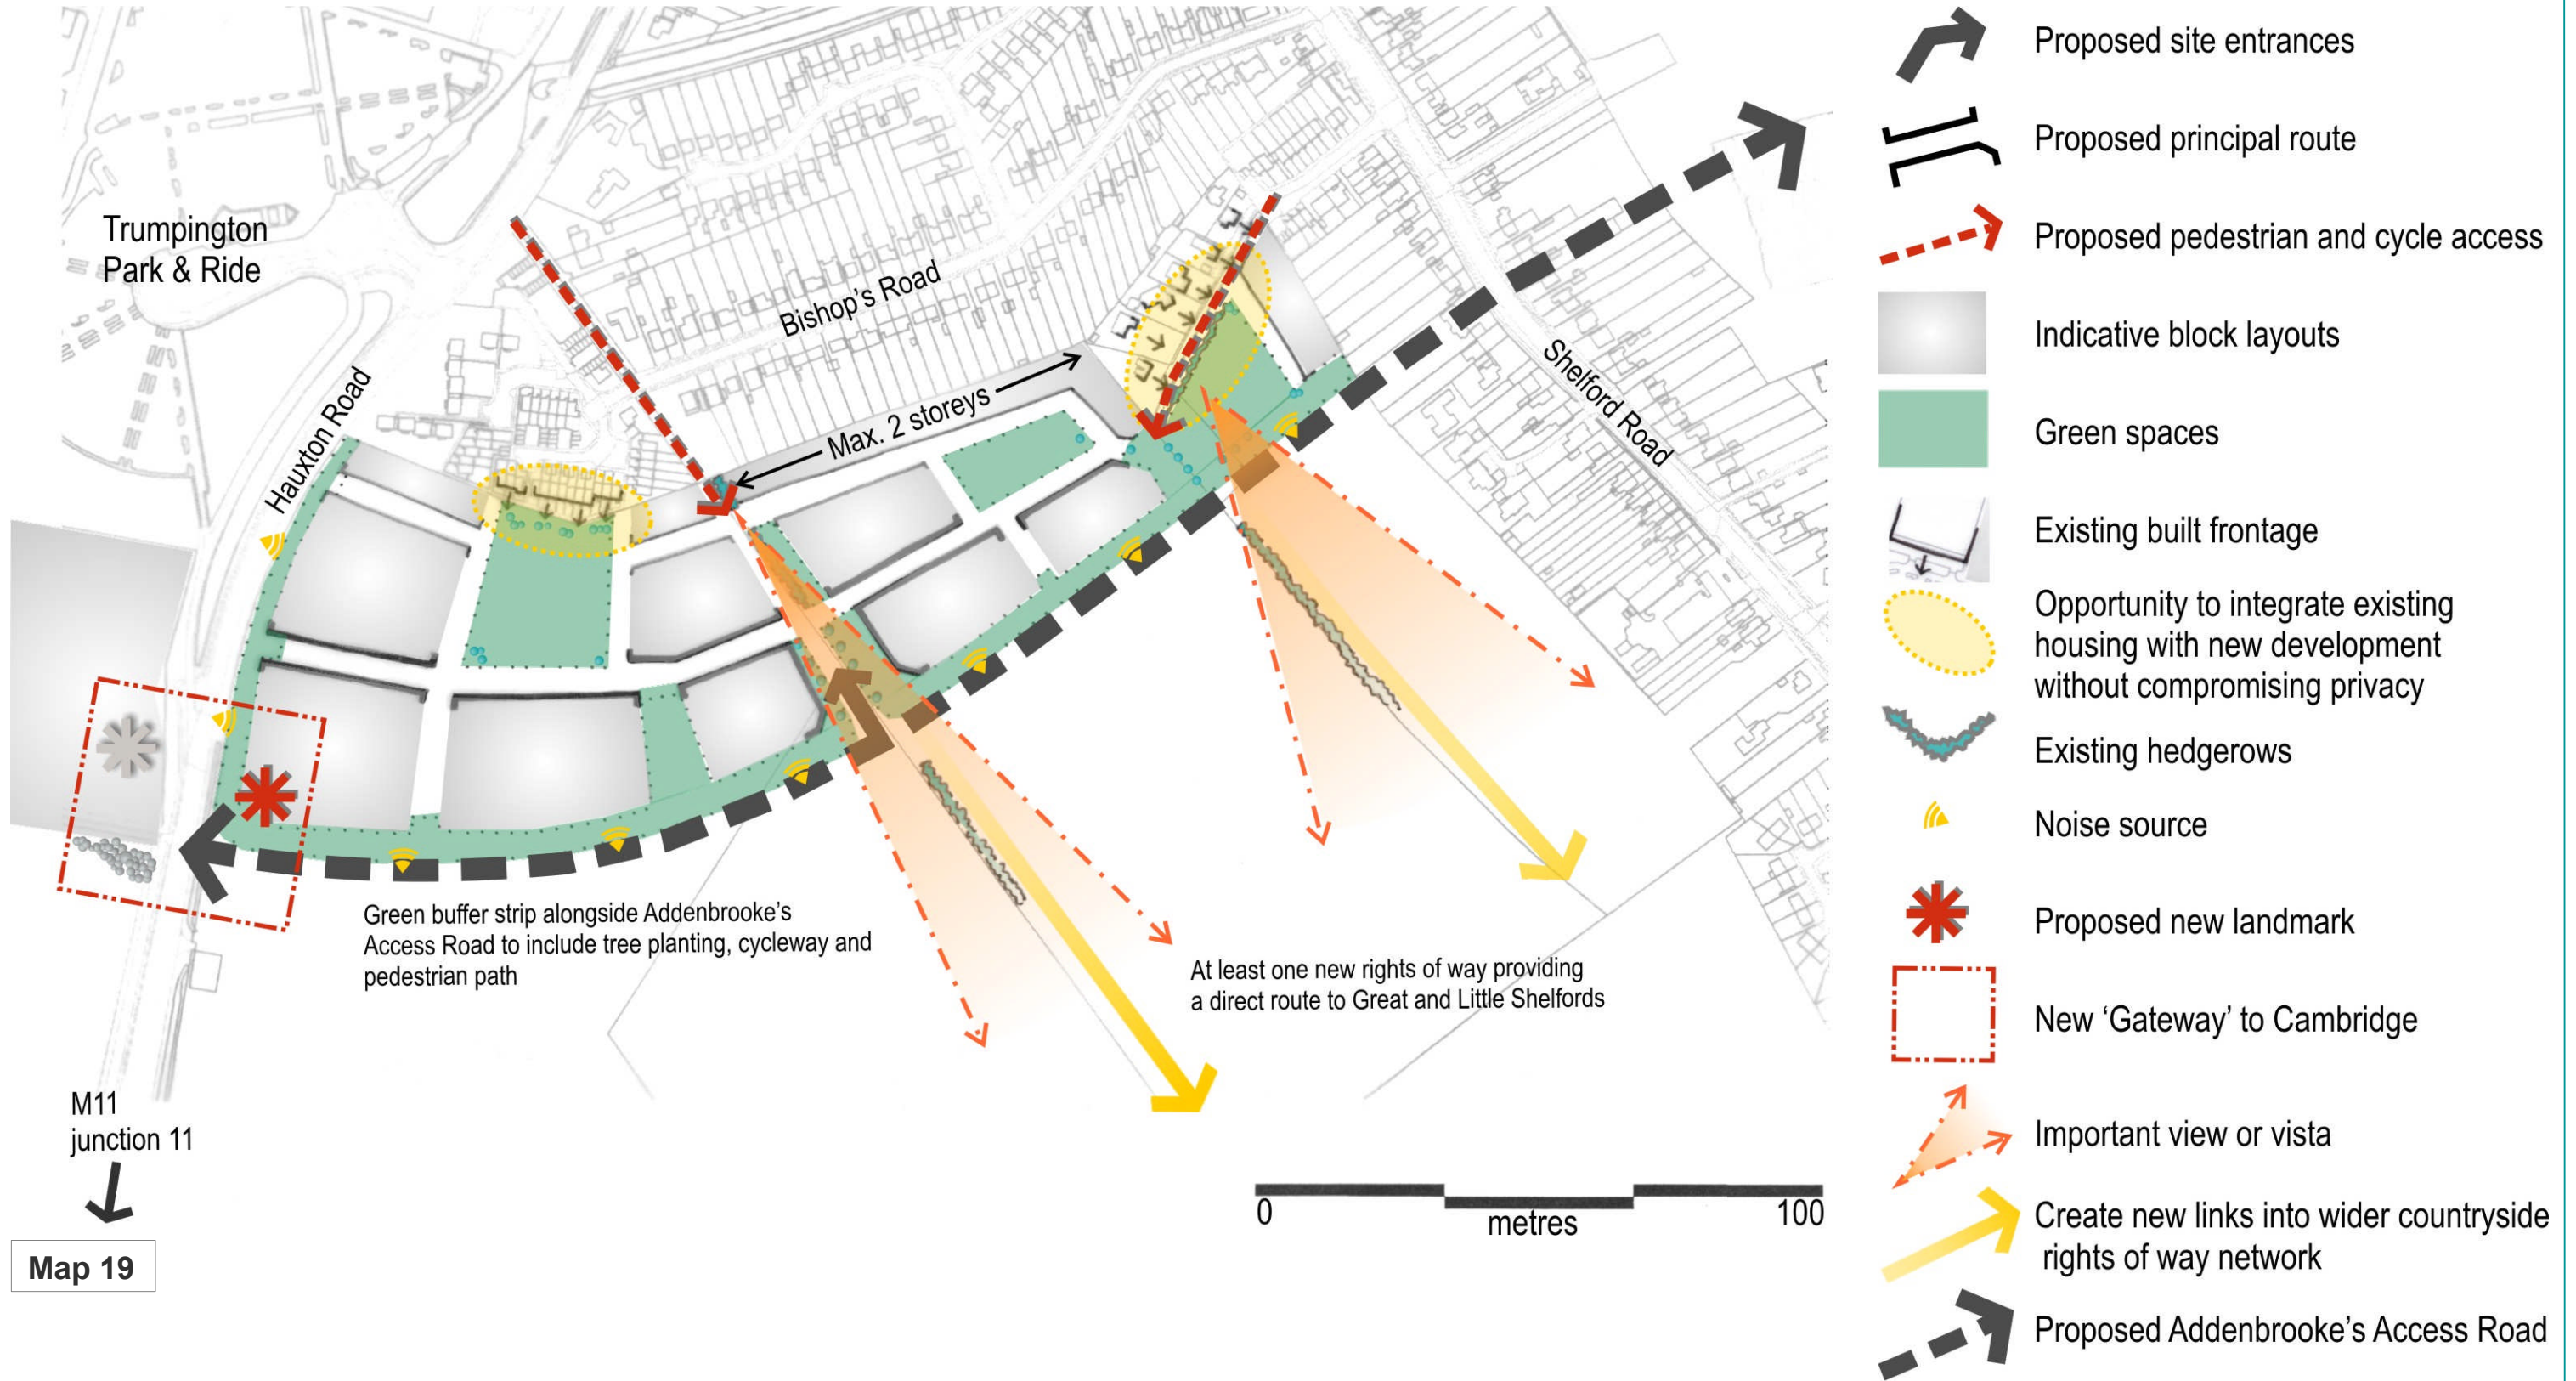 Trumpington
Park & Ride
Hauxton Road
Bishop's Road
Max. 2 storeys
Shelford Road
Green buffer strip alongside Addenbrooke's
Access Road to include tree planting, cycleway and
pedestrian path
At least one new rights of way providing
a direct route to Great and Little Shelfords
M11
junction 11
0
metres
100
Map 19
Proposed site entrances
Proposed principal route
Proposed pedestrian and cycle access
Indicative block layouts
Green spaces
Existing built frontage
Opportunity to integrate existing
housing with new development
without compromising privacy
Existing hedgerows
Noise source
Proposed new landmark
New ‘Gateway’ to Cambridge
Important view or vista
Create new links into wider countryside
rights of way network
Proposed Addenbrooke's Access Road